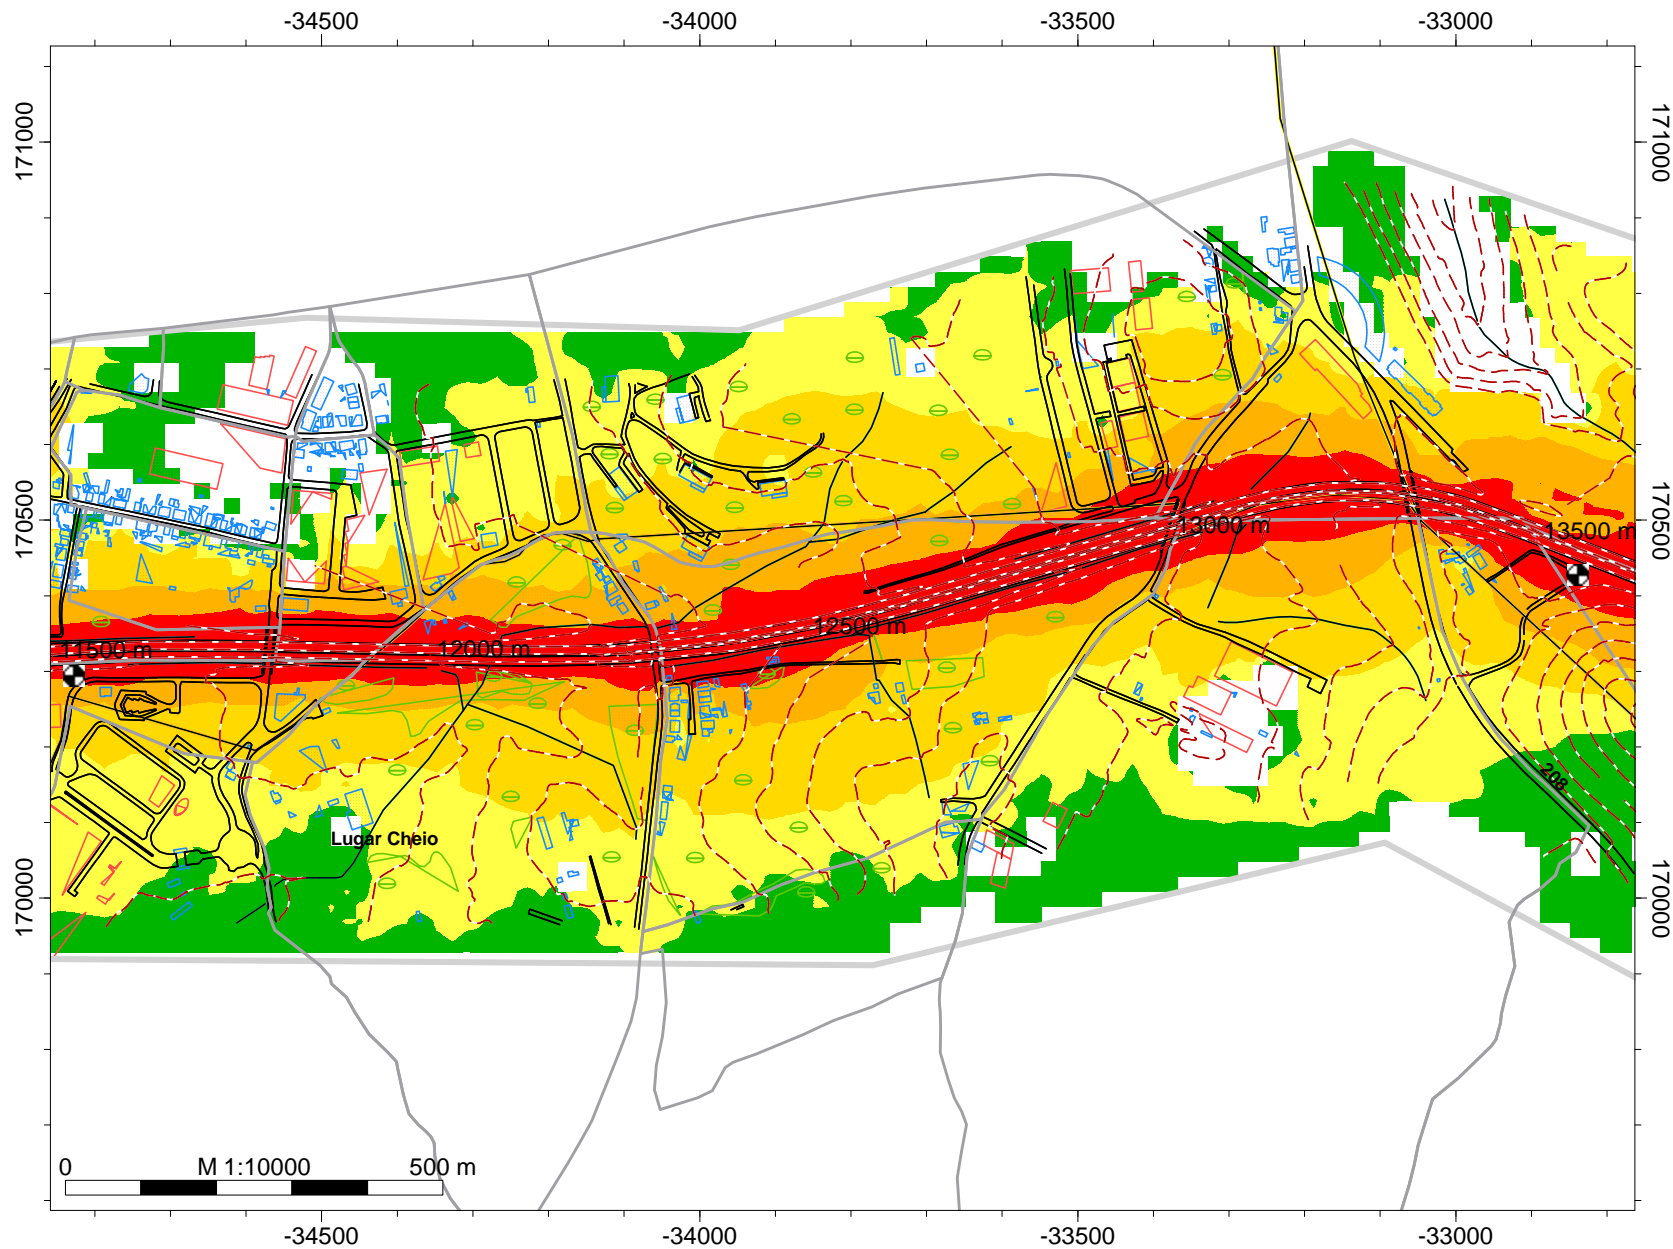 -34500 -34000 -33500 -33000
171000 171000
170500 170500
13000 m 13500 m
12500 m
11500 m 12000 m
208
Lugar Cheio
170000 170000
0 M 1:10000 500 m
-34500 -34000 -33500 -33000